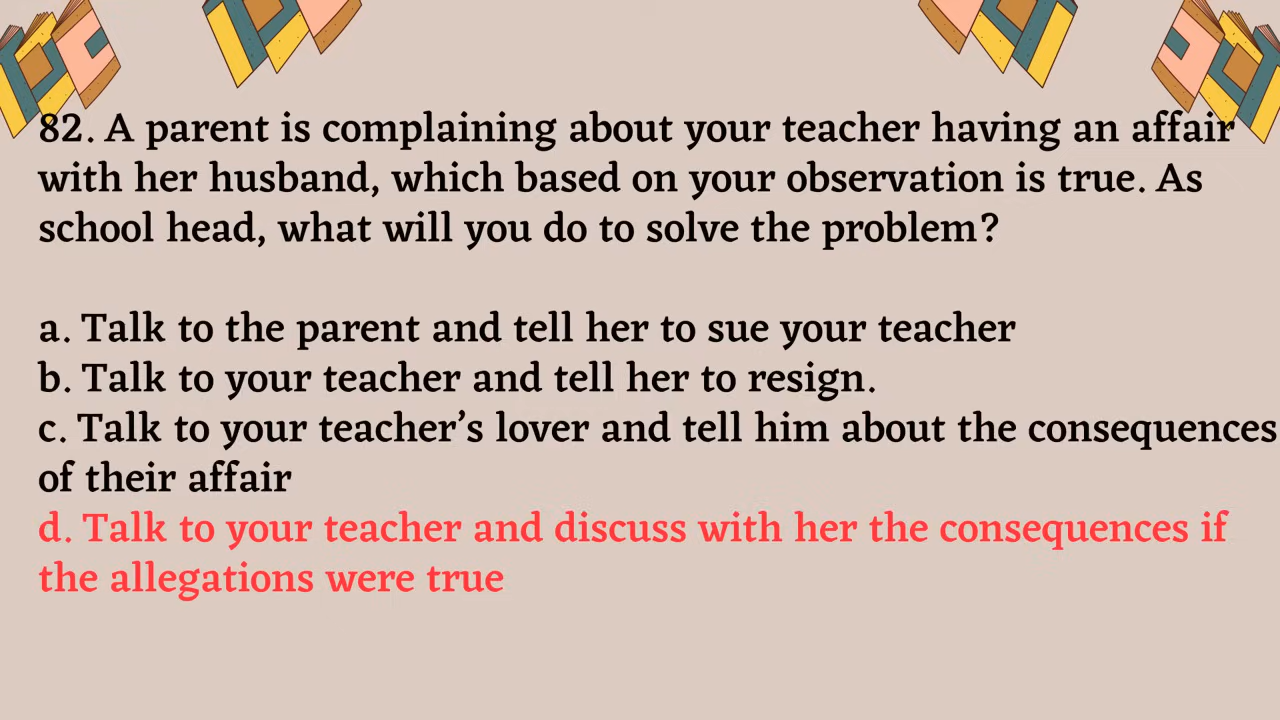 82. A parent is complaining about your teacher having an affair
with her husband, which based on your observation is true. As
school head, what will you do to solve the problem?
a. Talk to the parent and tell her to sue your teacher
b. Talk to your teacher and tell her to resign.
c. Talk to your teacher’s lover and tell him about the consequences
of their affair
d. Talk to your teacher and discuss with her the consequences if
the allegations were true